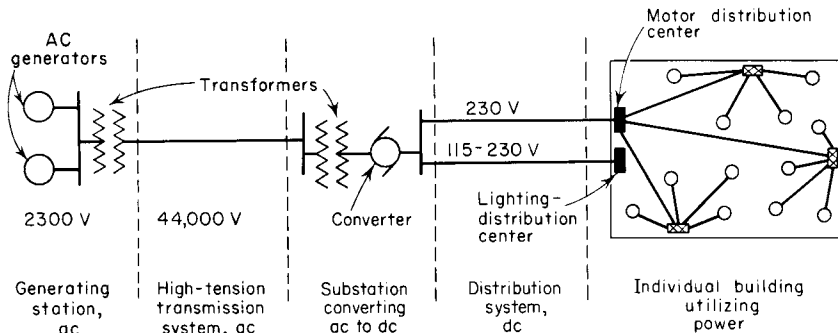 AC
generators
Transformers
Motor distribution
center
230 V
115-230 V
Converter
Lighting-
distribution
center
2300 V
44,000 V
Generating
station,
ac
High-tension
transmission
system, ac
Substation
converting
ac to dc
Distribution
system,
dc
Individual building
utilizing
power